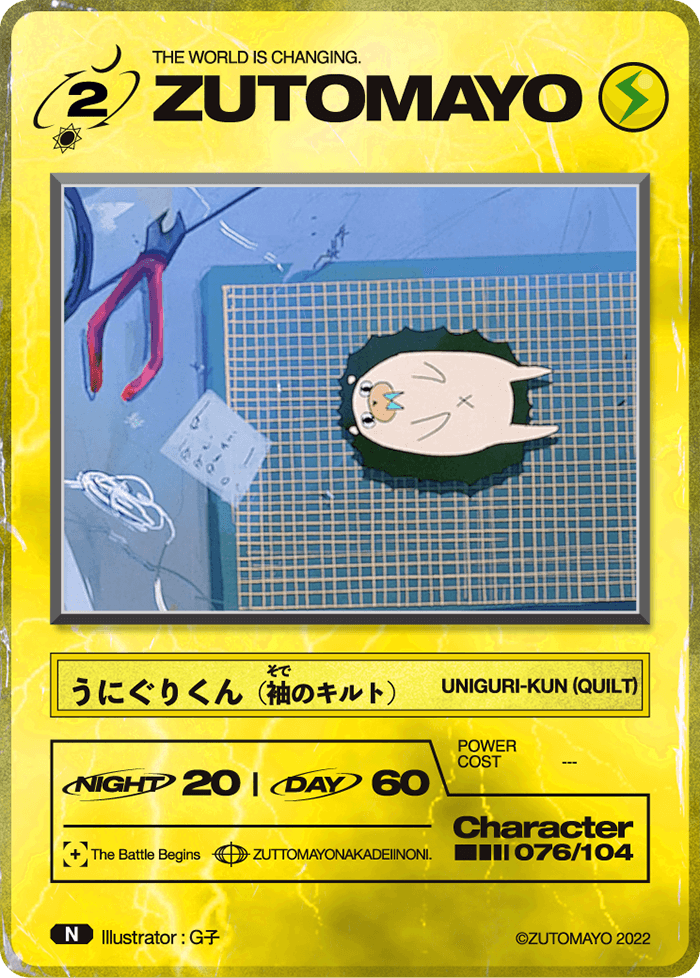 THE WORLD IS CHANGING.
2
ZUTOMAYO
そで
うにぐりくん（袖のキルト）
UNIGURI-KUN (QUILT)
NIGHT 20 | DAY 60
POWER
COST ---
The Battle Begins
ZUTTOMAYONAKADEIINONI.
Character
076/104
N
Illustrator : G子
©ZUTOMAYO 2022